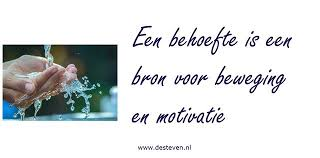 Een behoefte is een
bron voor beweging
en motivatie
www.desteven.nl